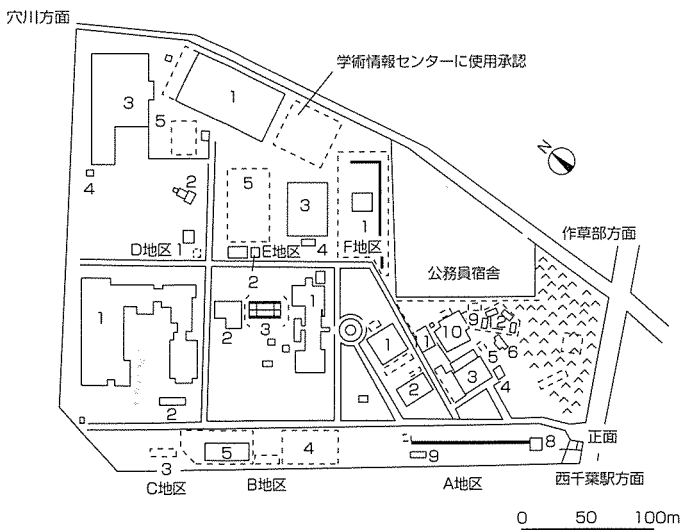 穴川方面
学術情報センターに使用承認
1
3
5
N
4
2
5
3
1
作草部方面
D地区
1
E地区
4
F地区
2
公務員宿舎
1
2
3
1
1
2
1
10
9
2
5
6
3
4
2
正面
8
3
5
4
9
西千葉駅方面
C地区
B地区
A地区
0
50
100m